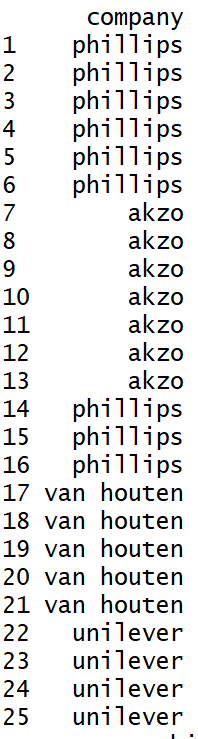 company
1 phillips
2 phillips
3 phillips
4 phillips
5 phillips
6 phillips
7 akzo
8 akzo
9 akzo
10 akzo
11 akzo
12 akzo
13 akzo
14 phillips
15 phillips
16 phillips
17 van houten
18 van houten
19 van houten
20 van houten
21 van houten
22 unilever
23 unilever
24 unilever
25 unilever